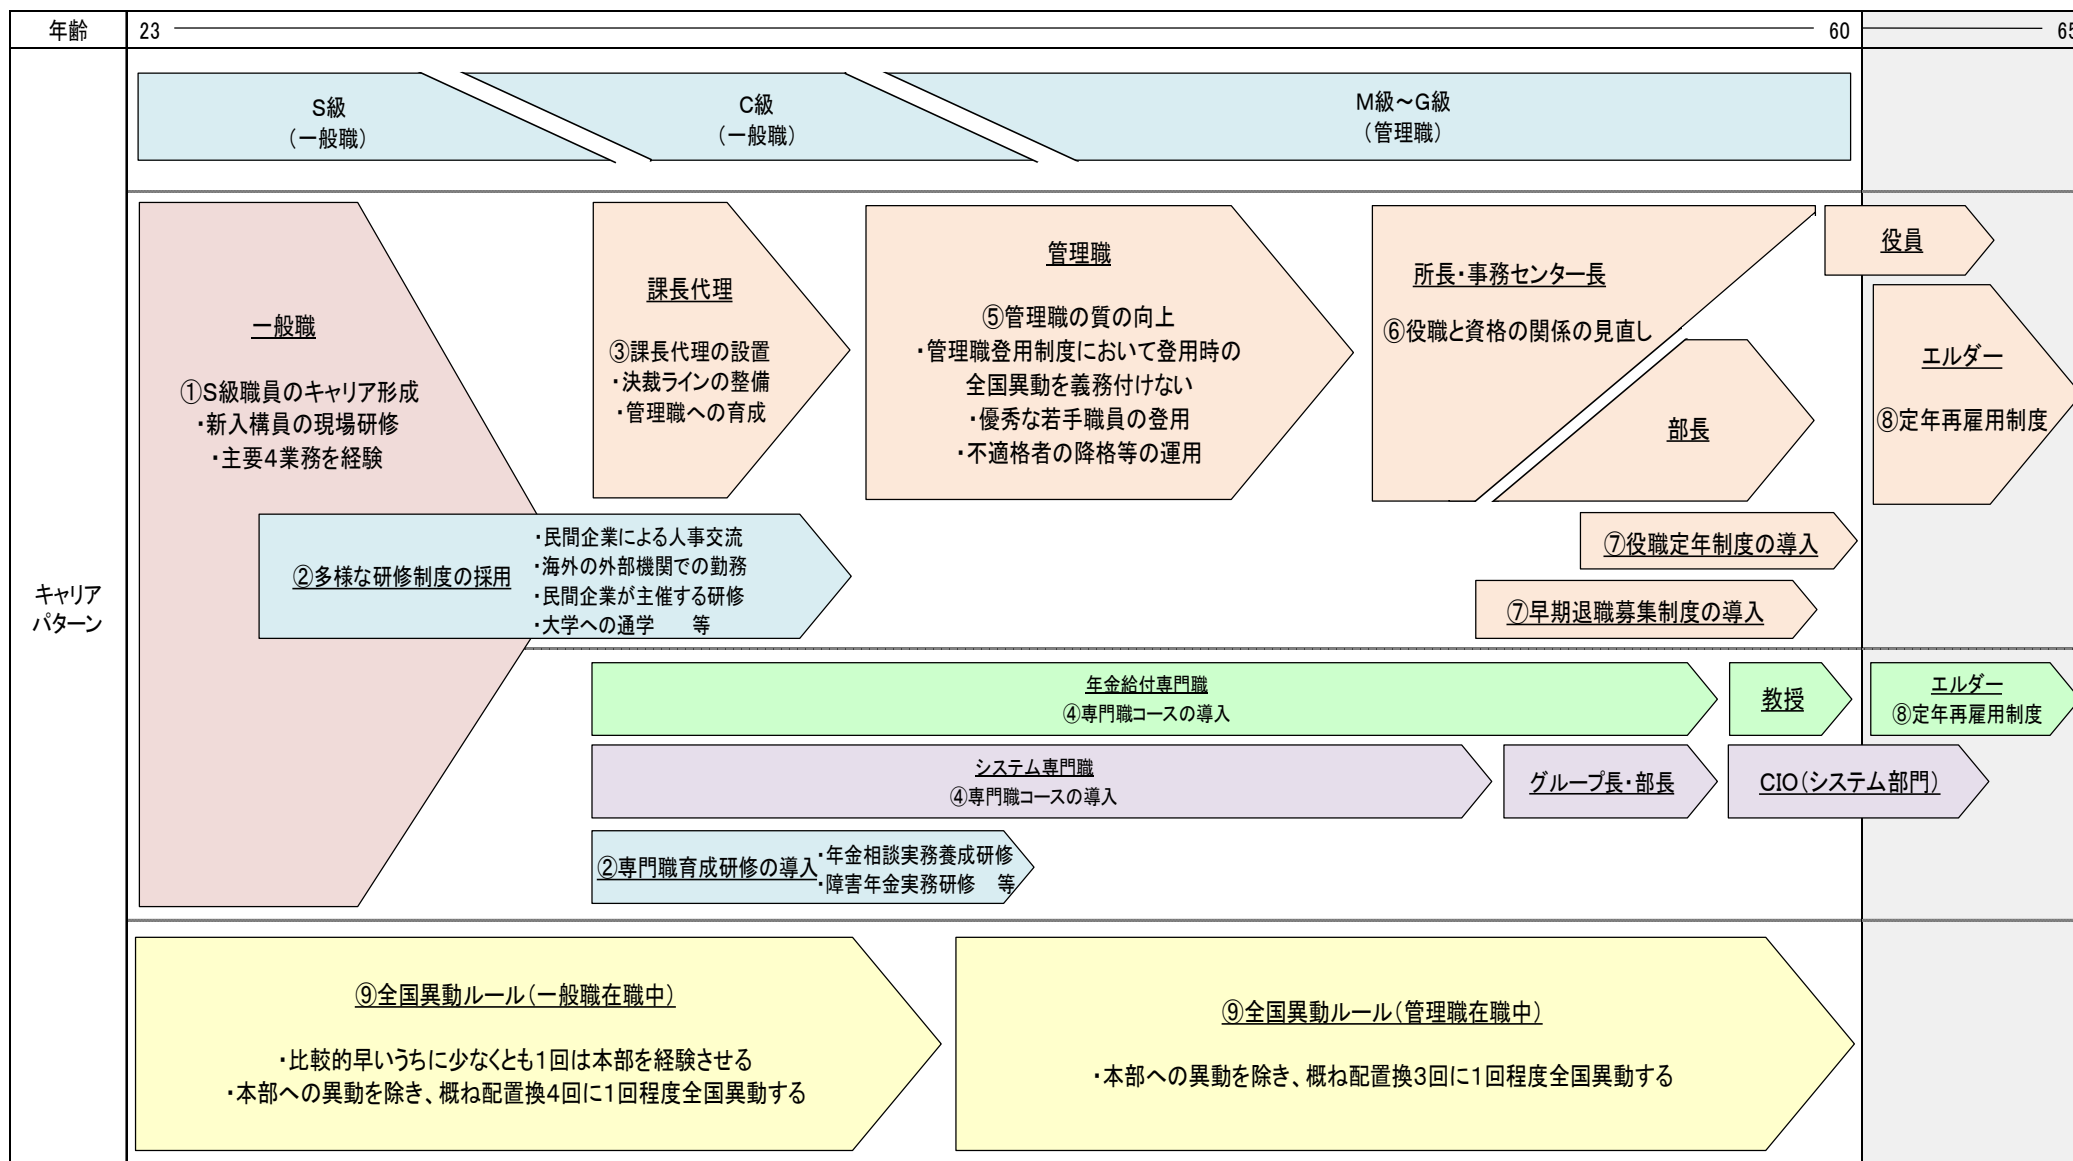 年齢
23
60
65
キャリア
パターン
S級
(一般職)
C級
(一般職)
M級～G級
(管理職)
一般職
①S級職員のキャリア形成
・新入構員の現場研修
・主要4業務を経験
課長代理
③課長代理の設置
・決裁ラインの整備
・管理職への育成
管理職
⑤管理職の質の向上
・管理職登用制度において登用時の
全国異動を義務付けない
・優秀な若手職員の登用
・不適格者の降格等の運用
所長・事務センター長
⑥役職と資格の関係の見直し
部長
役員
エルダー
⑧定年再雇用制度
②多様な研修制度の採用
・民間企業による人事交流
・海外の外部機関での勤務
・民間企業が主催する研修
・大学への通学　等
⑦役職定年制度の導入
⑦早期退職募集制度の導入
年金給付専門職
④専門職コースの導入
教授
エルダー
⑧定年再雇用制度
システム専門職
④専門職コースの導入
グループ長・部長
CIO(システム部門)
②専門職育成研修の導入
・年金相談実務養成研修
・障害年金実務研修　等
⑨全国異動ルール(一般職在職中)
・比較的早いうちに少なくとも1回は本部を経験させる
・本部への異動を除き、概ね配置換4回に1回程度全国異動する
⑨全国異動ルール(管理職在職中)
・本部への異動を除き、概ね配置換3回に1回程度全国異動する